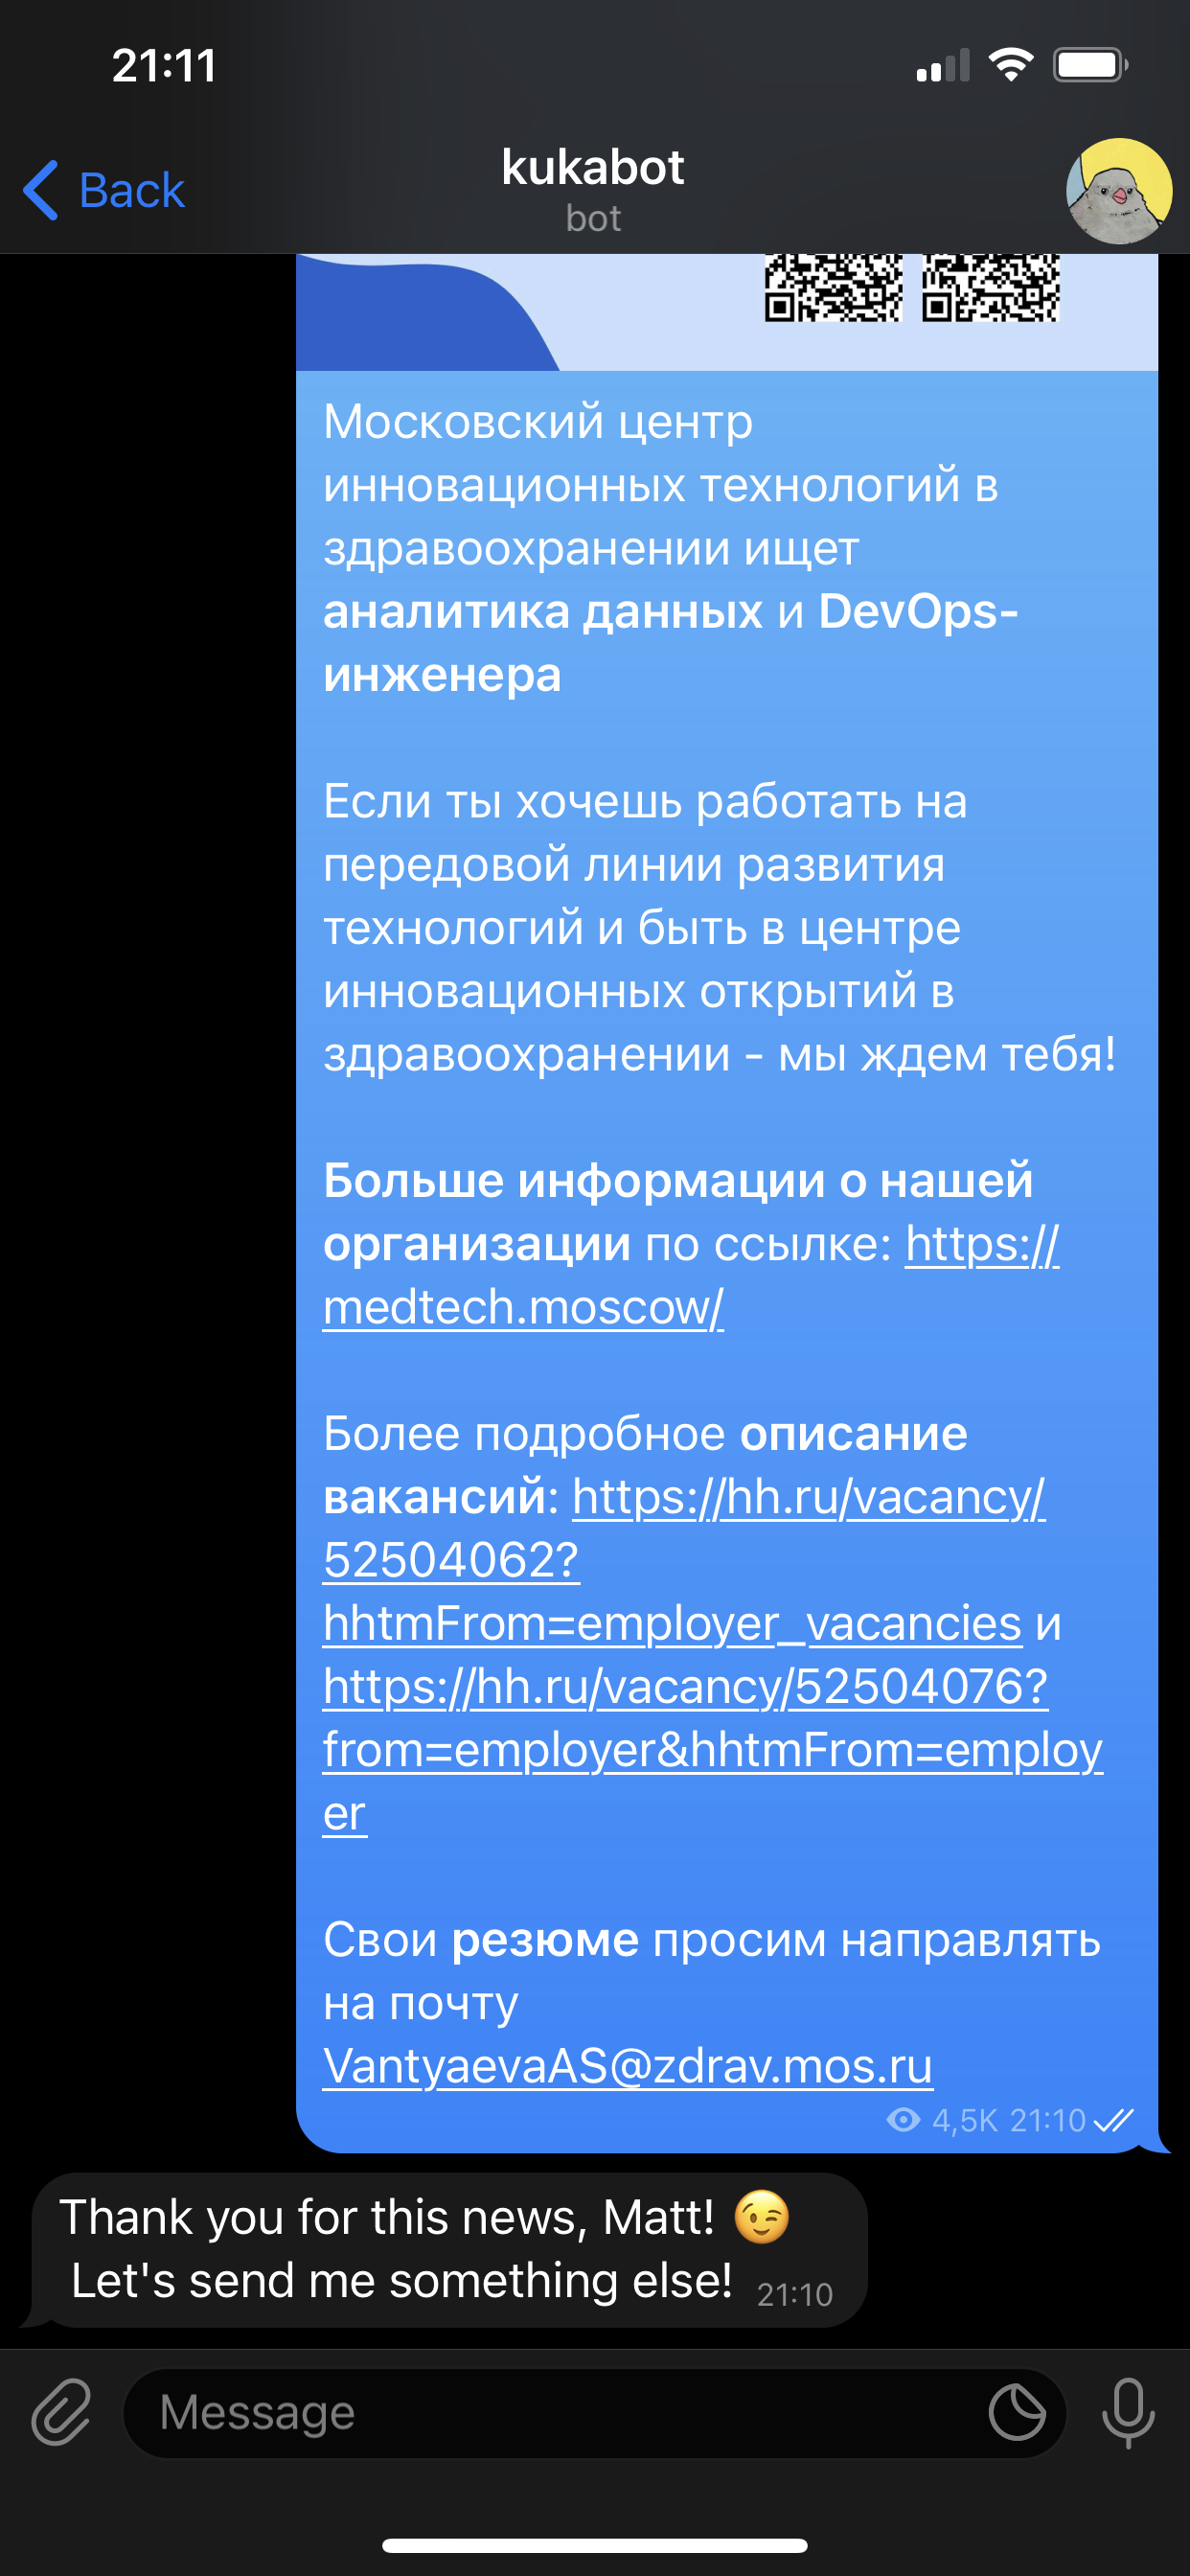 21:11
Back
kukabot
bot
Московский центр
инновационных технологий в
здравоохранении ищет
аналитика данных и DevOps-
инженера
Если ты хочешь работать на
передовой линии развития
технологий и быть в центре
инновационных открытий в
здравоохранении - мы ждем тебя!
Больше информации о нашей
организации по ссылке: https://
medtech.moscow/
Более подробное описание
вакансий: https://hh.ru/vacancy/
52504062?
hhtmFrom=employer_vacancies и
https://hh.ru/vacancy/52504076?
from=employer&hhtmFrom=employ
er
Свои резюме просим направлять
на почту
VantyaevaAS@zdrav.mos.ru
4,5K 21:10
Thank you for this news, Matt! 😉
Let's send me something else! 21:10
Message